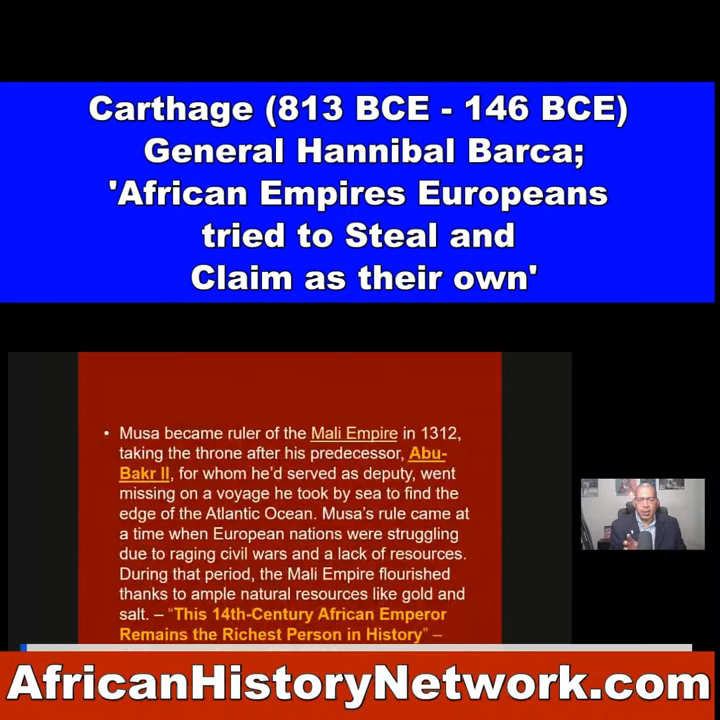 Carthage (813 BCE - 146 BCE)
General Hannibal Barca;
'African Empires Europeans
tried to Steal and
Claim as their own'
• Musa became ruler of the Mali Empire in 1312,
taking the throne after his predecessor, Abu-
Bakr II, for whom he'd served as deputy, went
missing on a voyage he took by sea to find the
edge of the Atlantic Ocean. Musa's rule came at
a time when European nations were struggling
due to raging civil wars and a lack of resources.
During that period, the Mali Empire flourished
thanks to ample natural resources like gold and
salt. – “This 14th-Century African Emperor
Remains the Richest Person in History” –
AfricanHistoryNetwork.com